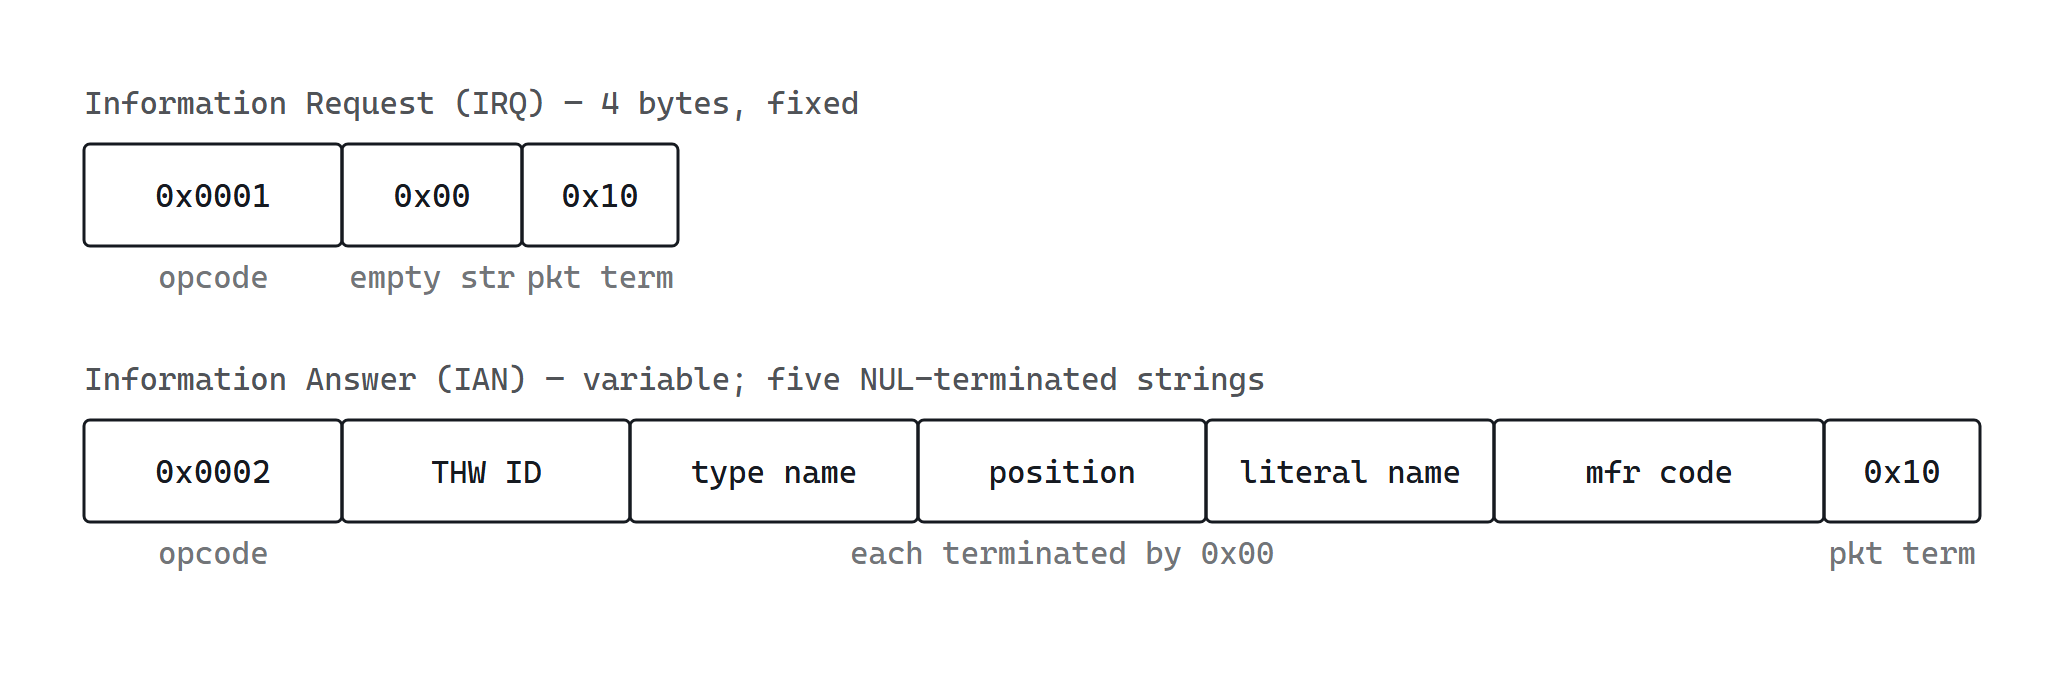 Information Request (IRQ) — 4 bytes, fixed
0x0001 0x00 0x10
opcode empty str pkt term
Information Answer (IAN) — variable; five NUL-terminated strings
0x0002 THW ID type name position literal name mfr code 0x10
opcode each terminated by 0x00 pkt term